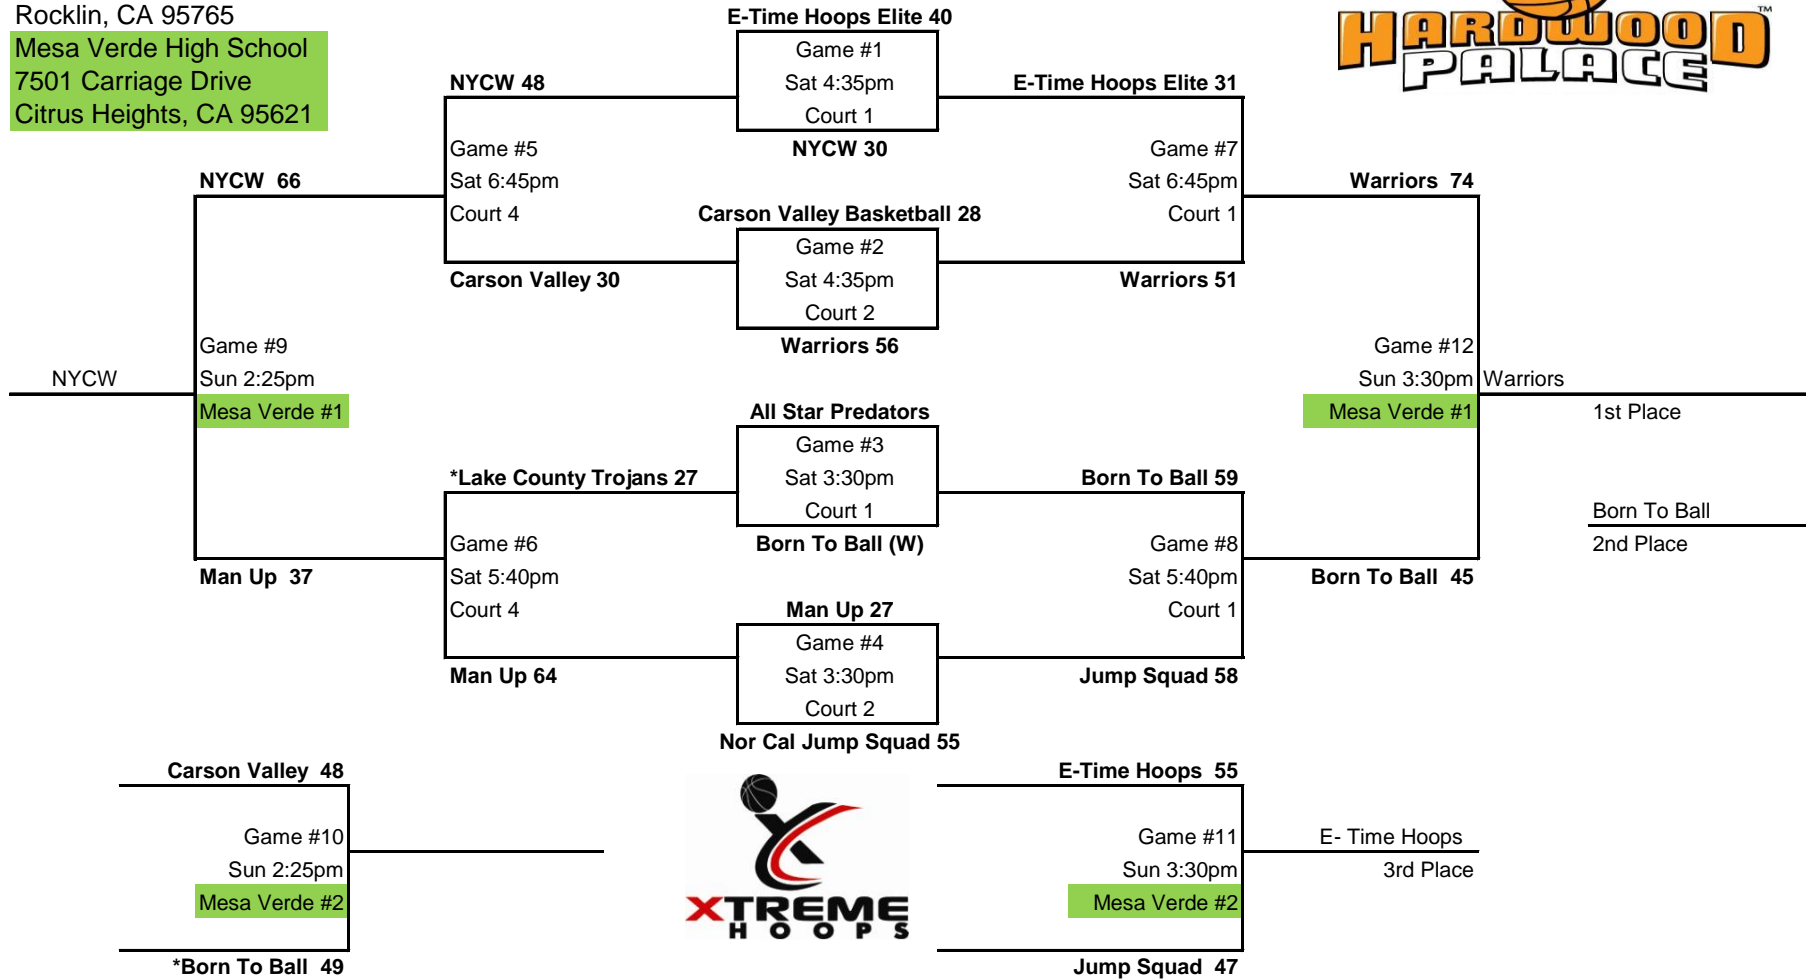 Rocklin, CA 95765
Mesa Verde High School
7501 Carriage Drive
Citrus Heights, CA 95621
HARDWOOD
PALACE
TM
E-Time Hoops Elite 40
Game #1
Sat 4:35pm
Court 1
NYCW 30
NYCW 48
Game #5
Sat 6:45pm
Court 4
Carson Valley 30
E-Time Hoops Elite 31
Game #7
Sat 6:45pm
Court 1
Warriors 51
Carson Valley Basketball 28
Game #2
Sat 4:35pm
Court 2
Warriors 56
NYCW 66
Game #9
Sun 2:25pm
Mesa Verde #1
Man Up 37
NYCW
Warriors 74
Game #12
Sun 3:30pm
Mesa Verde #1
Born To Ball 45
Warriors
1st Place
Born To Ball
2nd Place
All Star Predators
Game #3
Sat 3:30pm
Court 1
Born To Ball (W)
*Lake County Trojans 27
Game #6
Sat 5:40pm
Court 4
Man Up 64
Born To Ball 59
Game #8
Sat 5:40pm
Court 1
Jump Squad 58
Man Up 27
Game #4
Sat 3:30pm
Court 2
Nor Cal Jump Squad 55
Carson Valley 48
Game #10
Sun 2:25pm
Mesa Verde #2
*Born To Ball 49
XTREME
HOOPS
E-Time Hoops 55
Game #11
Sun 3:30pm
Mesa Verde #2
Jump Squad 47
E- Time Hoops
3rd Place